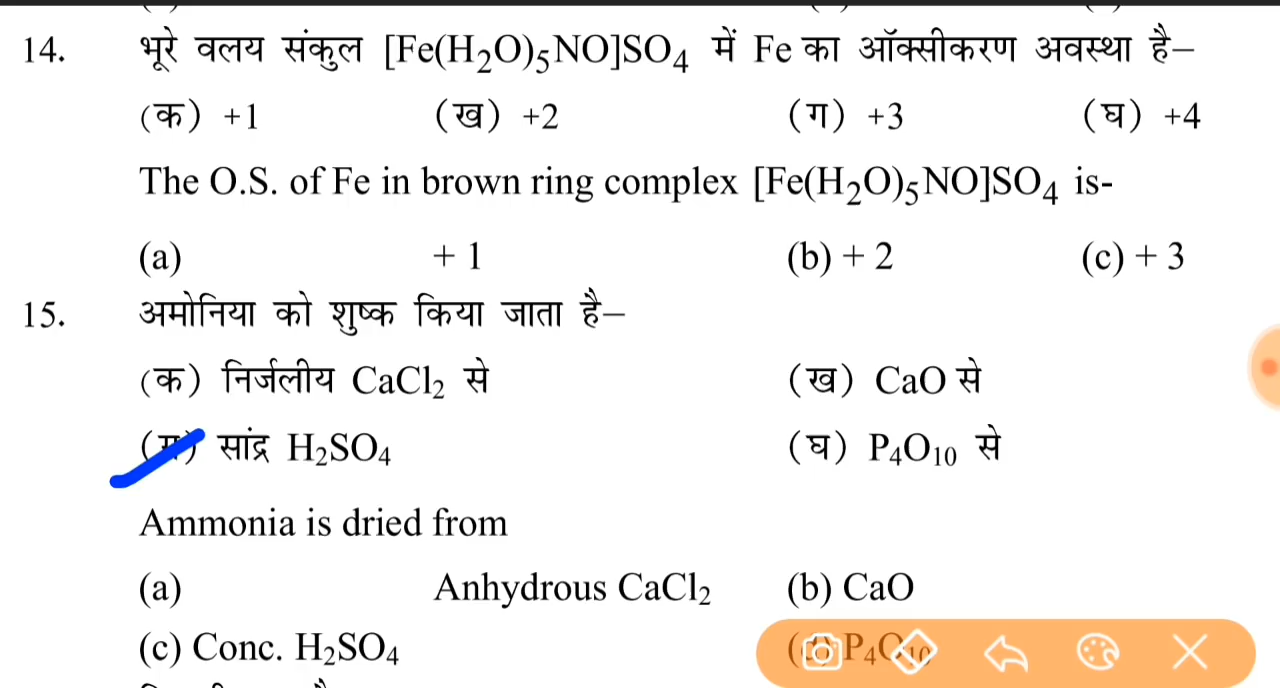 14. भूरे वलय संकुल [Fe(H₂O)₅NO]SO₄ में Fe का ऑक्सीकरण अवस्था है–
(क) +1 (ख) +2 (ग) +3 (घ) +4
The O.S. of Fe in brown ring complex [Fe(H₂O)₅NO]SO₄ is-
(a) + 1 (b) + 2 (c) + 3
15. अमोनिया को शुष्क किया जाता है–
(क) निर्जलीय CaCl₂ से (ख) CaO से
(ग) सांद्र H₂SO₄ (घ) P₄O₁₀ से
Ammonia is dried from
(a) Anhydrous CaCl₂ (b) CaO
(c) Conc. H₂SO₄ (d) P₄O₁₀